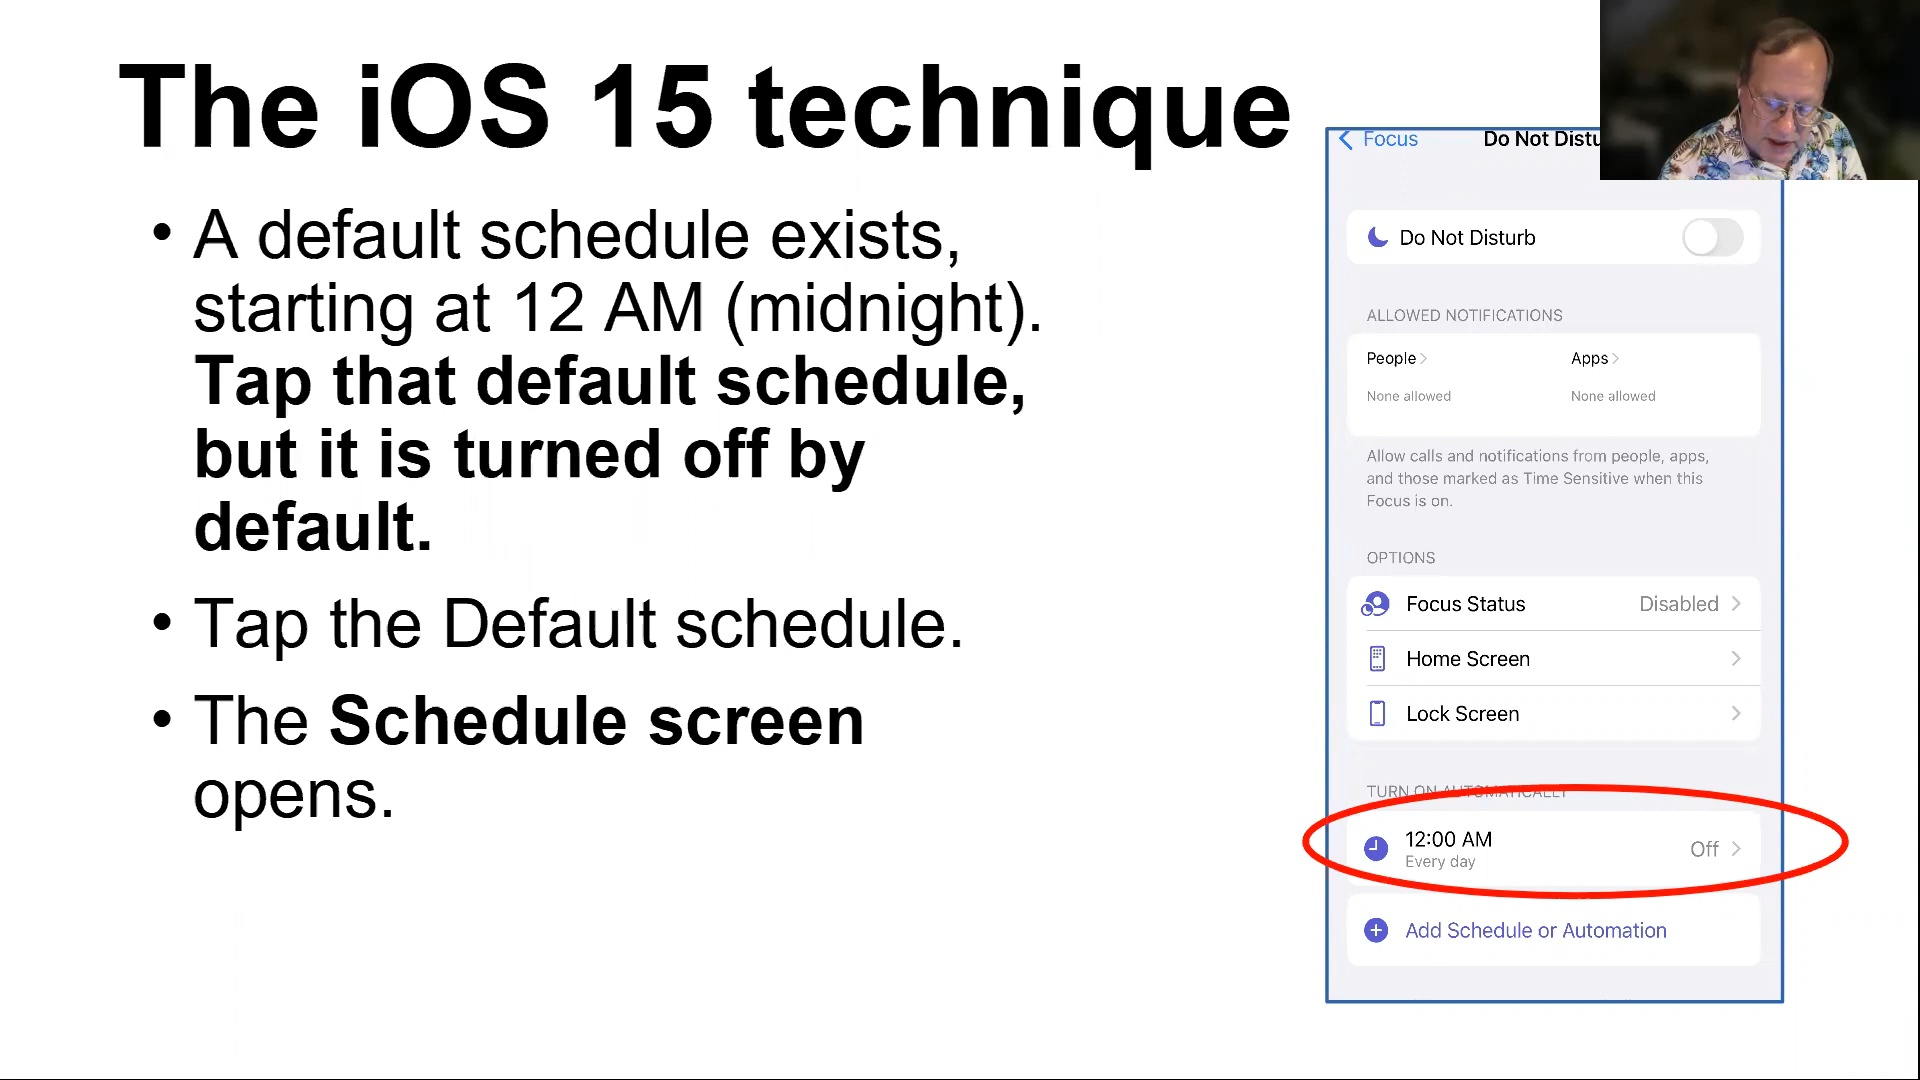 The iOS 15 technique
• A default schedule exists,
starting at 12 AM (midnight).
Tap that default schedule,
but it is turned off by
default.
• Tap the Default schedule.
• The Schedule screen
opens.
Focus
Do Not Distu
Do Not Disturb
ALLOWED NOTIFICATIONS
People
Apps
None allowed
None allowed
Allow calls and notifications from people, apps,
and those marked as Time Sensitive when this
Focus is on.
OPTIONS
Focus Status Disabled
Home Screen
Lock Screen
TURN ON AUTOMATICALLY
12:00 AM
Every day
Off
Add Schedule or Automation